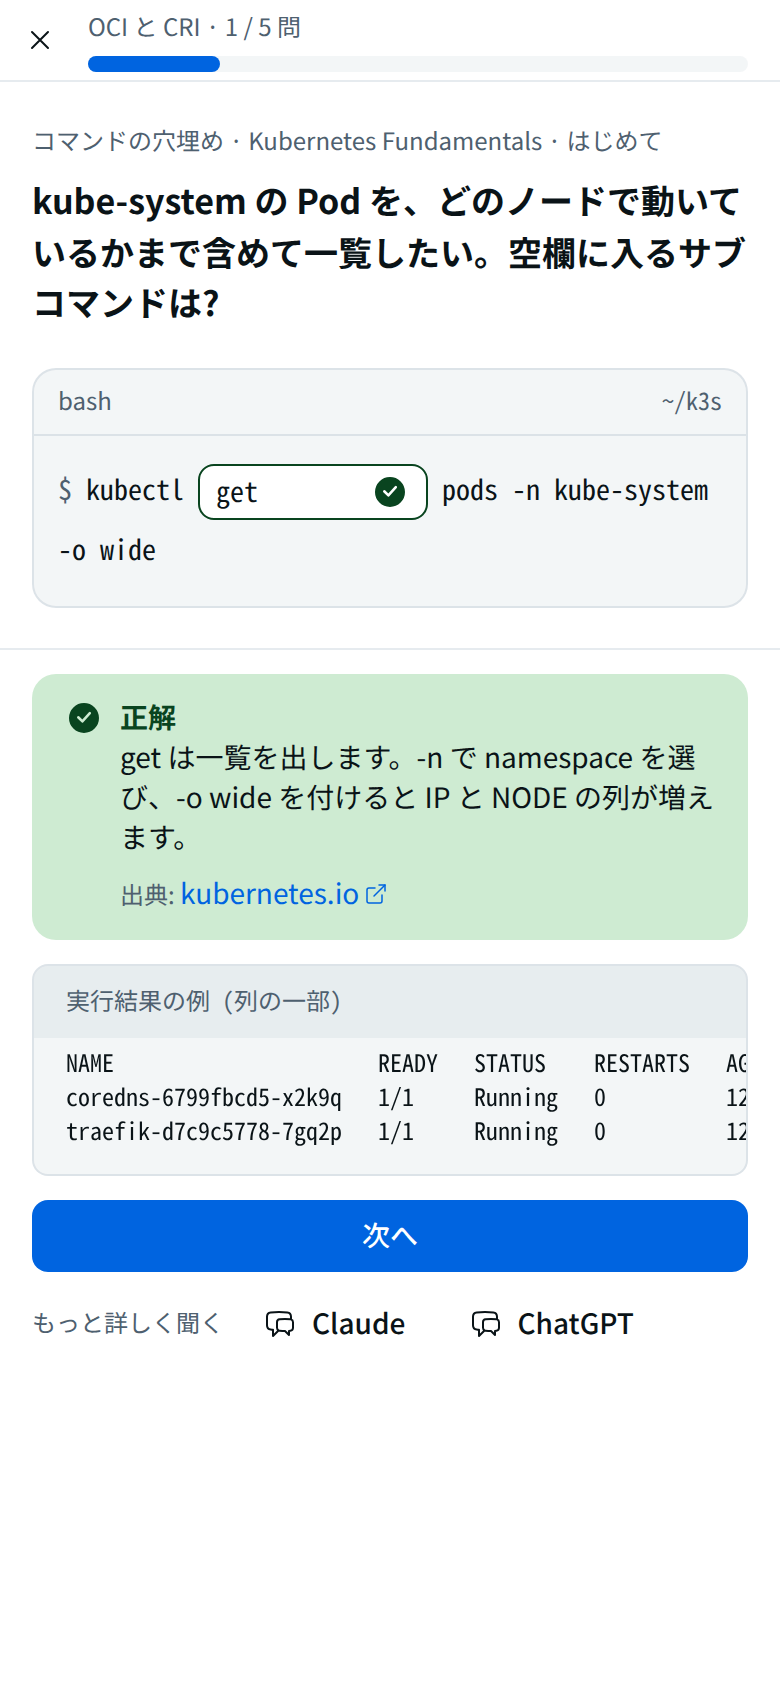 OCI と CRI · 1 / 5 問
コマンドの穴埋め · Kubernetes Fundamentals · はじめて
kube-system の Pod を、どのノードで動いて
いるかまで含めて一覧したい。空欄に入るサブ
コマンドは?
bash ~/k3s
$ kubectl get pods -n kube-system
-o wide
正解
get は一覧を出します。-n で namespace を選
び、-o wide を付けると IP と NODE の列が増え
ます。
出典: kubernetes.io
実行結果の例（列の一部）
NAME READY STATUS RESTARTS AG
coredns-6799fbcd5-x2k9q 1/1 Running 0 12
traefik-d7c9c5778-7gq2p 1/1 Running 0 12
次へ
もっと詳しく聞く Claude ChatGPT